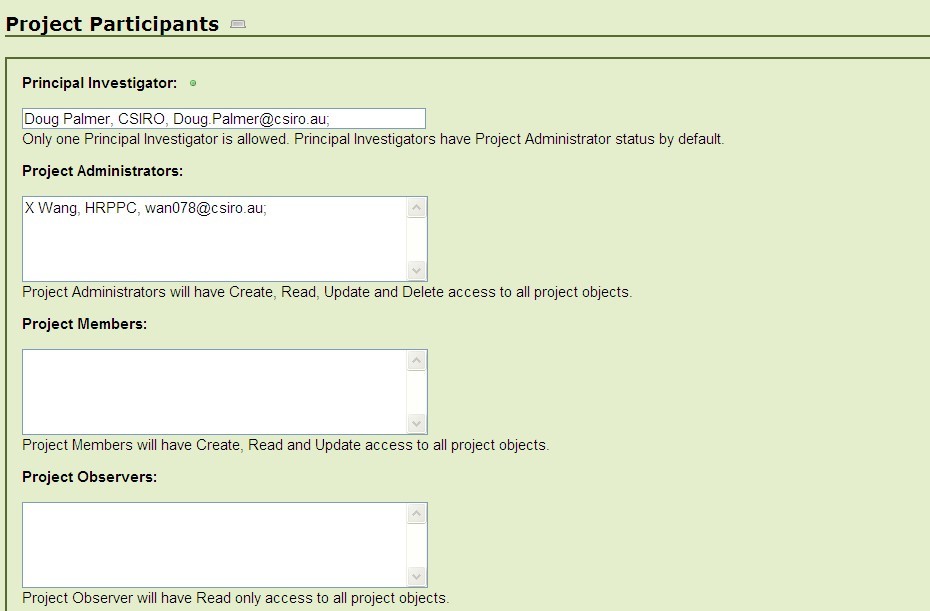 Project Participants
Principal Investigator:
Doug Palmer, CSIRO, Doug.Palmer@csiro.au;
Only one Principal Investigator is allowed. Principal Investigators have Project Administrator status by default.
Project Administrators:
X Wang, HRPPC, wan078@csiro.au;
Project Administrators will have Create, Read, Update and Delete access to all project objects.
Project Members:
Project Members will have Create, Read and Update access to all project objects.
Project Observers:
Project Observer will have Read only access to all project objects.